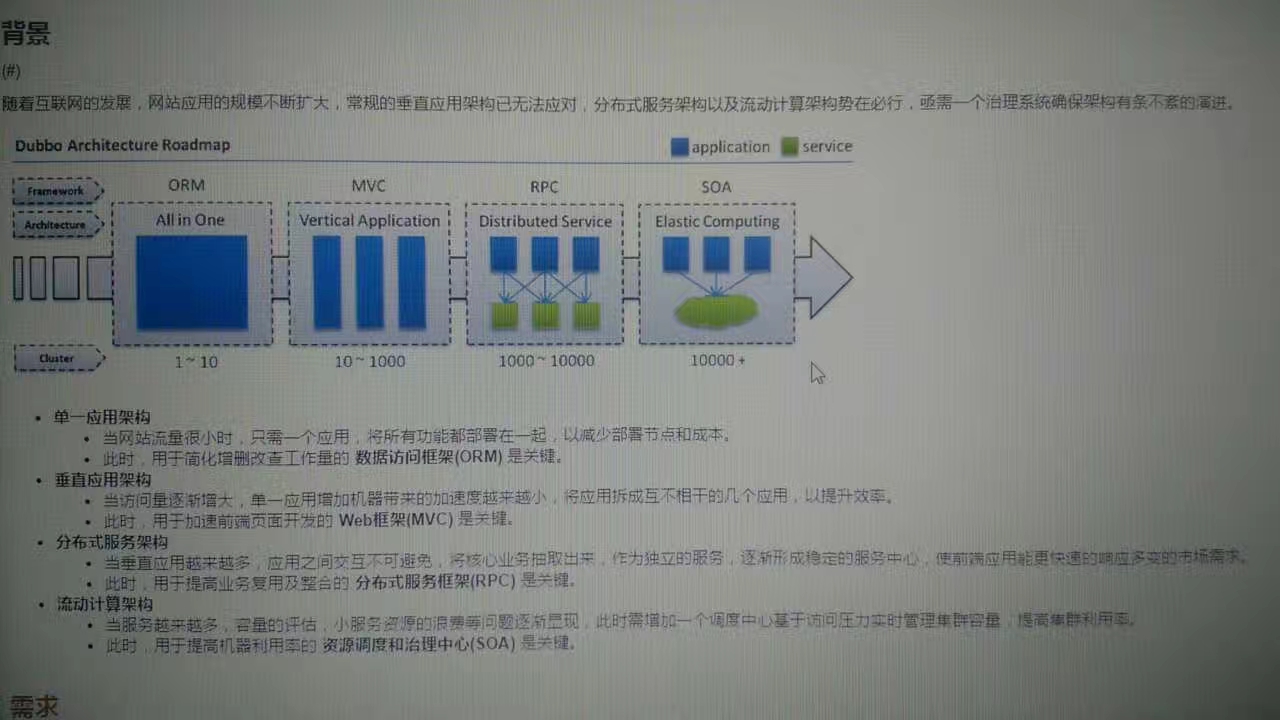 背景
(#)
随着互联网的发展，网站应用的规模不断扩大，常规的垂直应用架构已无法应对，分布式服务架构以及流动计算架构势在必行，亟需一个治理系统确保架构有条不紊的演进。
Dubbo Architecture Roadmap
application service
Framework ORM MVC RPC SOA
Architecture All in One Vertical Application Distributed Service Elastic Computing
Cluster 1 ~ 10 10 ~ 1000 1000 ~ 10000 10000 +
• 单一应用架构
• 当网站流量很小时，只需一个应用，将所有功能都部署在一起，以减少部署节点和成本。
• 此时，用于简化增删改查工作量的 数据访问框架(ORM) 是关键。
• 垂直应用架构
• 当访问量逐渐增大，单一应用增加机器带来的加速度越来越小，将应用拆成互不相干的几个应用，以提升效率。
• 此时，用于加速前端页面开发的 Web框架(MVC) 是关键。
• 分布式服务架构
• 当垂直应用越来越多，应用之间交互不可避免，将核心业务抽取出来，作为独立的服务，逐渐形成稳定的服务中心，使前端应用能更快速的响应多变的市场需求。
• 此时，用于提高业务复用及整合的 分布式服务框架(RPC) 是关键。
• 流动计算架构
• 当服务越来越多，容量的评估，小服务资源的浪费等问题逐渐显现，此时需增加一个调度中心基于访问压力实时管理集群容量，提高集群利用率。
• 此时，用于提高机器利用率的 资源调度和治理中心(SOA) 是关键。
需求